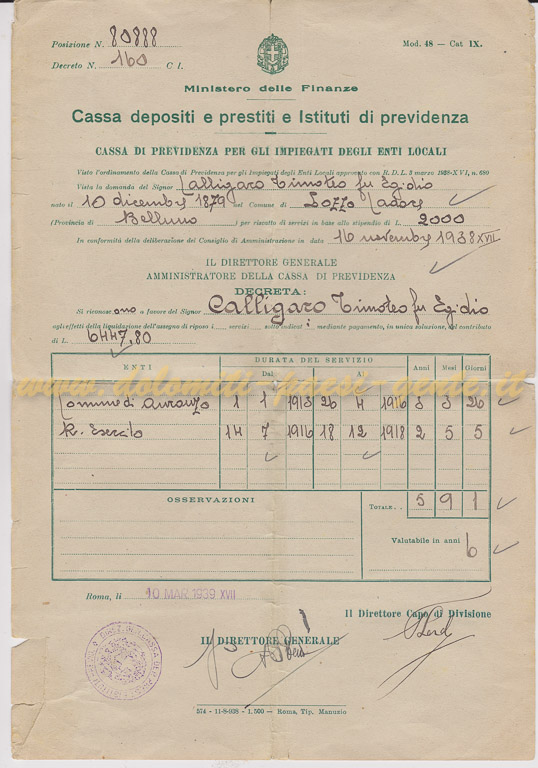 Posizione N. 80888
Mod. 48 — Cat IX.
Decreto N. 160 C I.
Ministero delle Finanze
Cassa depositi e prestiti e Istituti di previdenza
CASSA DI PREVIDENZA PER GLI IMPIEGATI DEGLI ENTI LOCALI
Visto l'ordinamento della Cassa di Previdenza per gli Impiegati degli Enti Locali approvato con R. D. L. 3 marzo 1938-XVI, n. 680
Vista la domanda del Signor Calligaro Timoteo fu Egidio
nato il 10 dicembre 1879 nel Comune di Lozzo Cadore
(Provincia di Belluno) per riscatto di servizi in base allo stipendio di L. 2000
In conformità della deliberazione del Consiglio di Amministrazione in data 16 novembre 1938 XVII
IL DIRETTORE GENERALE
AMMINISTRATORE DELLA CASSA DI PREVIDENZA
DECRETA:
Si riconosc ono a favore del Signor Calligaro Timoteo fu Egidio
agli effetti della liquidazione dell'assegno di riposo i servizi sotto indicati mediante pagamento, in unica soluzione, del contributo
di L. 6447,80
ENTI DURATA DEL SERVIZIO Anni Mesi Giorni
Dal Al
www.dolomiti-paesi-gente.it
Comune di Auronzo 1 1 1913 26 4 1916 3 3 26
R. Esercito 14 7 1916 18 12 1918 2 5 5
OSSERVAZIONI
TOTALE . . 5 9 1
Valutabile in anni 6
Roma, li 10 MAR. 1939 XVII
Il Direttore Capo di Divisione
IL DIRETTORE GENERALE
574 - 11-8-938 - 1.500 — Roma, Tip. Manuzio